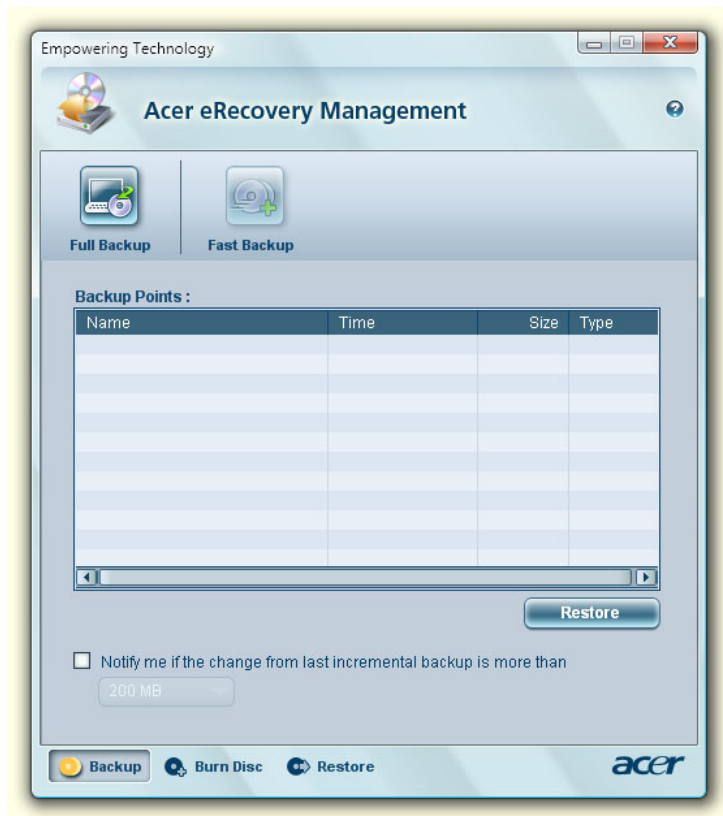 Empowering Technology
Acer eRecovery Management
Full Backup
Fast Backup
Backup Points :
Name Time Size Type
Restore
Notify me if the change from last incremental backup is more than
200 MB
Backup Burn Disc Restore acer